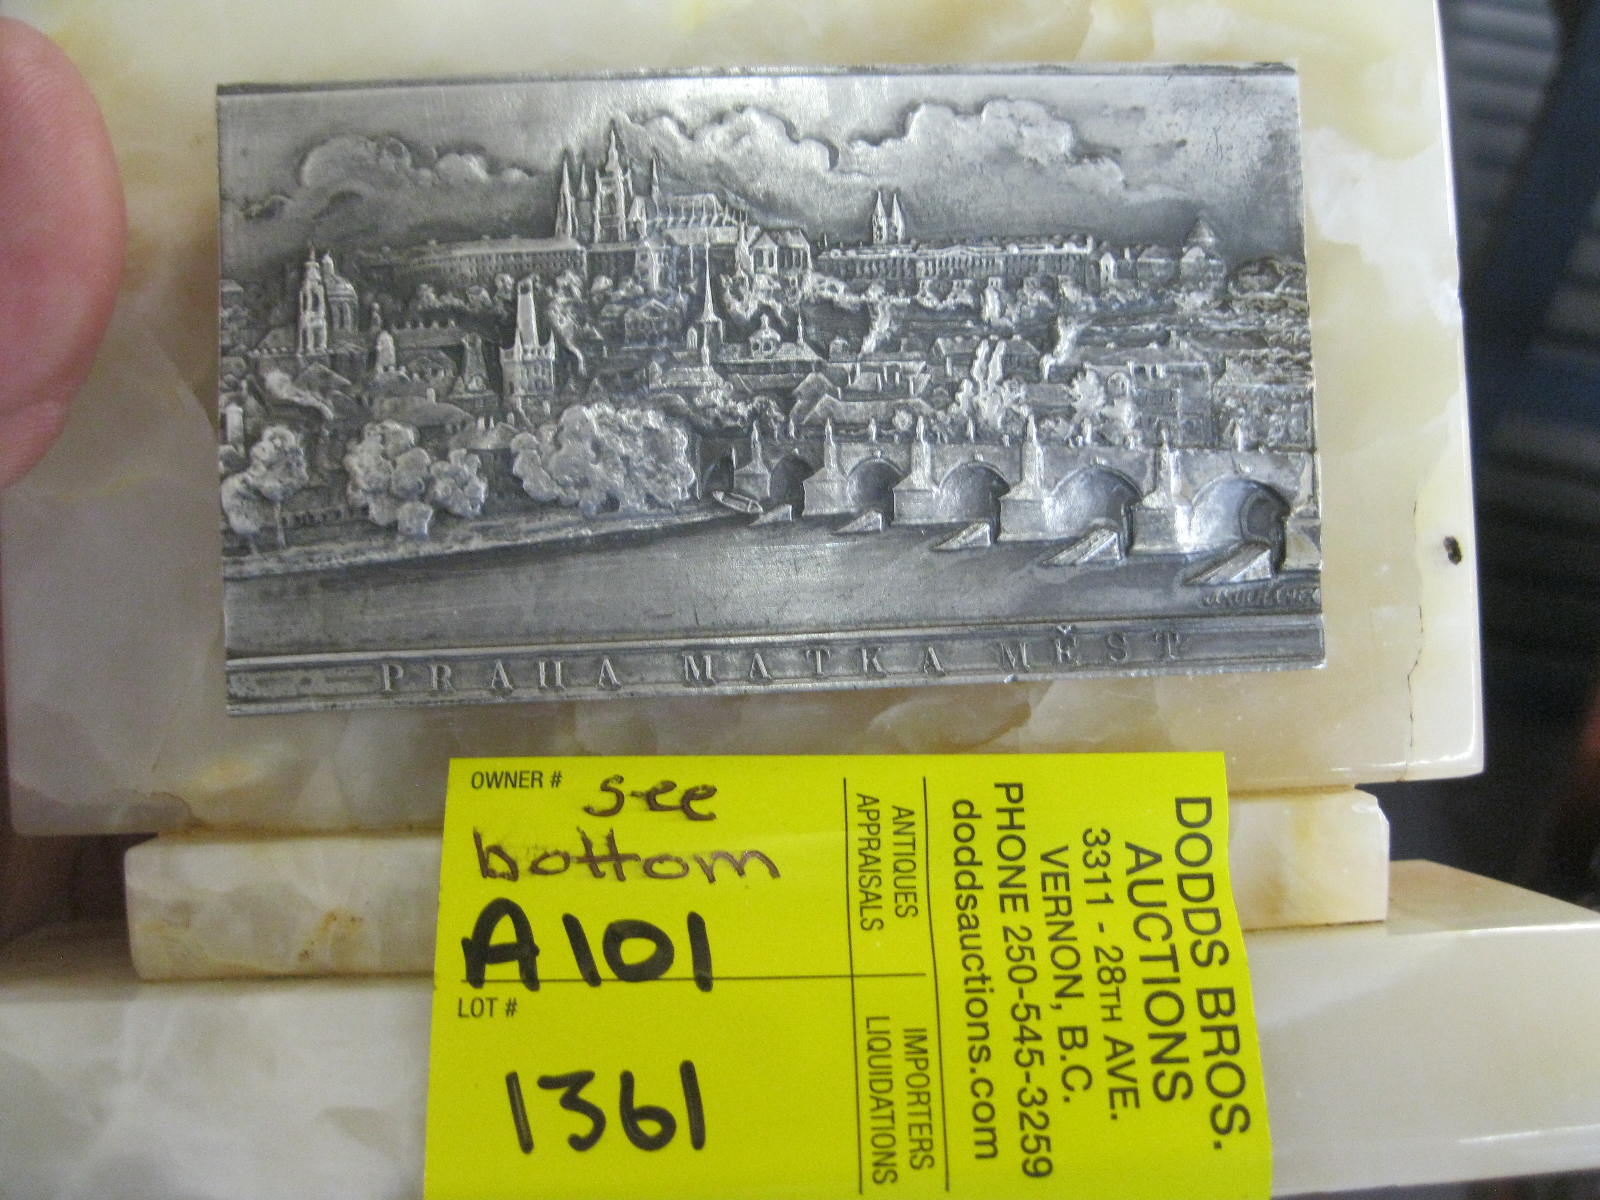 PRAHA MATKA MĚST
OWNER # see
bottom
A101
LOT #
1361
ANTIQUES
APPRAISALS
IMPORTERS
LIQUIDATIONS
DODDS BROS.
AUCTIONS
3311 - 28TH AVE.
VERNON, B.C.
PHONE 250-545-3259
doddsauctions.com